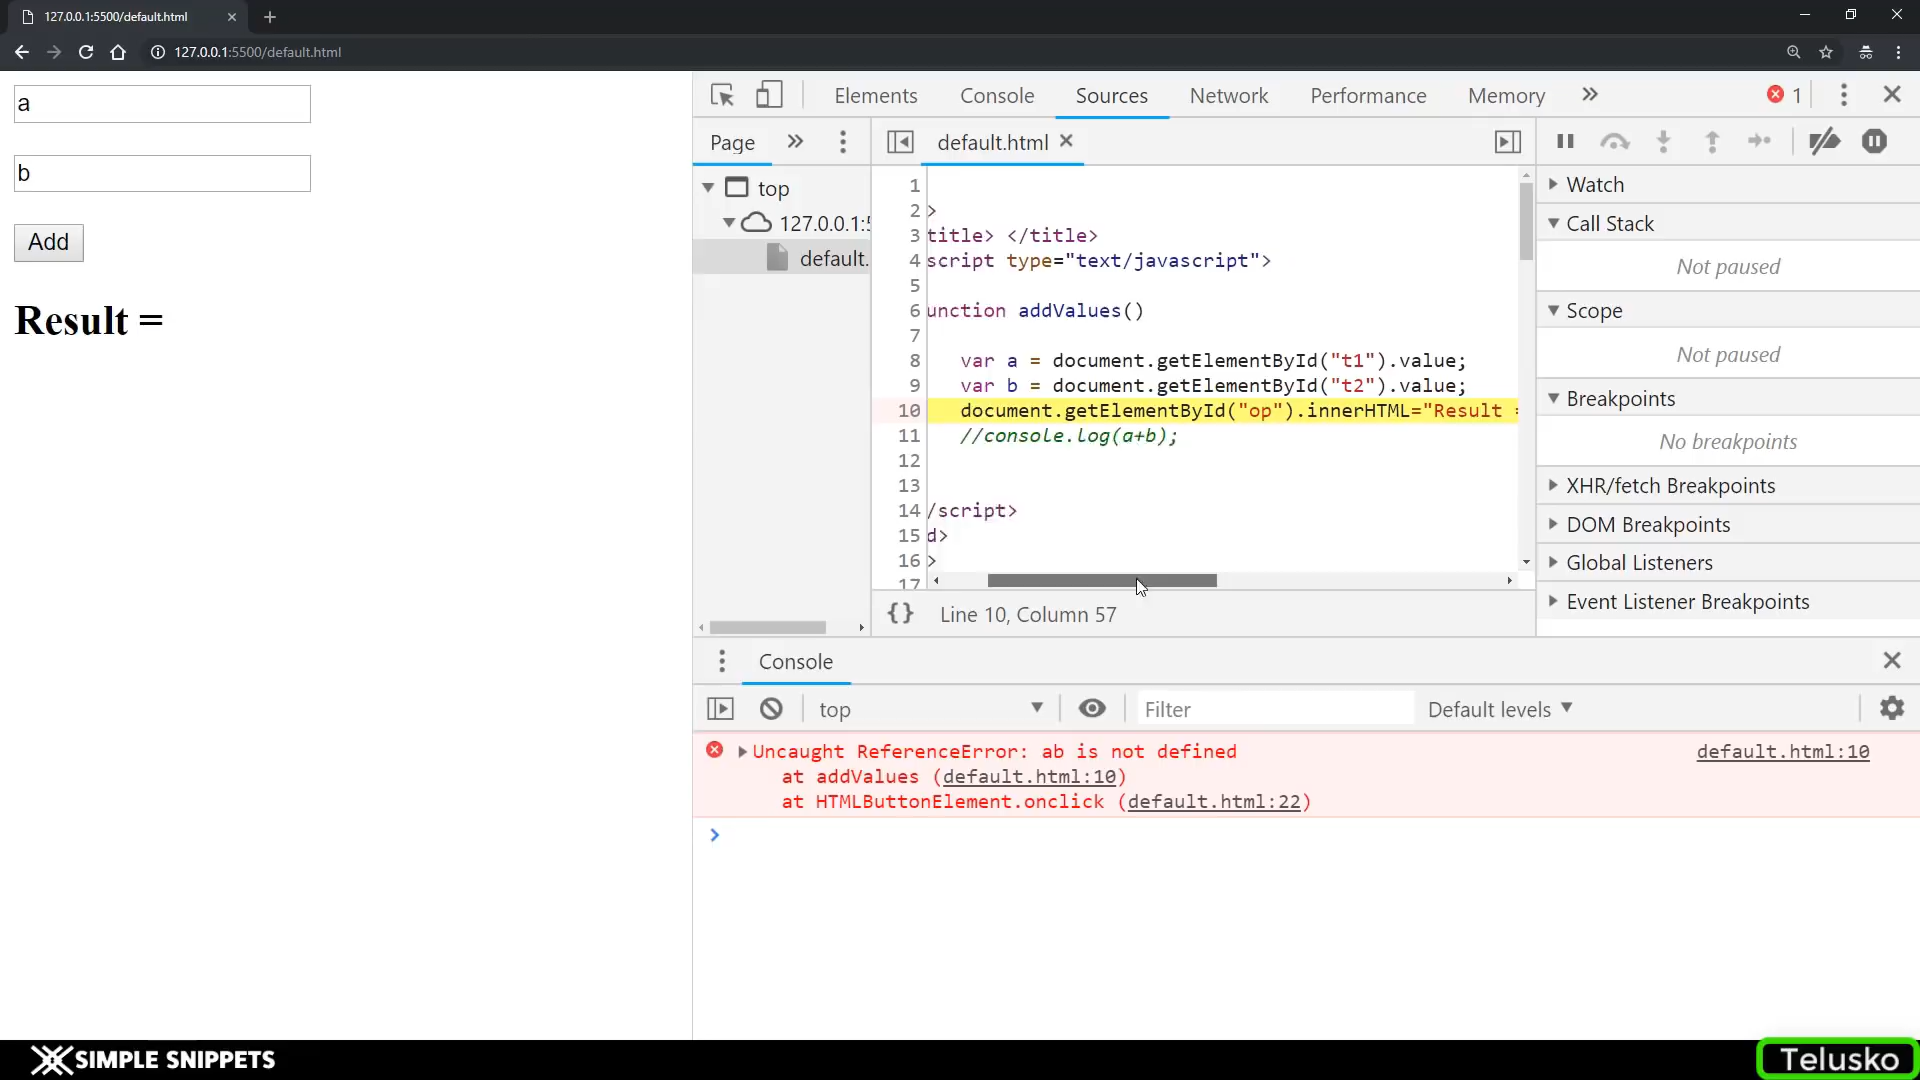 127.0.0.1:5500/default.html
127.0.0.1:5500/default.html
a
b
Add
Result =
Elements Console Sources Network Performance Memory 1
Page
default.html
top
127.0.0.1:5
default.
1
2 >
3 title> </title>
4 script type="text/javascript">
5
6 unction addValues()
7
8 var a = document.getElementById("t1").value;
9 var b = document.getElementById("t2").value;
10 document.getElementById("op").innerHTML="Result =
11 //console.log(a+b);
12
13
14 /script>
15 d>
16 >
17
{} Line 10, Column 57
Watch
Call Stack
Not paused
Scope
Not paused
Breakpoints
No breakpoints
XHR/fetch Breakpoints
DOM Breakpoints
Global Listeners
Event Listener Breakpoints
Console
top Filter Default levels
Uncaught ReferenceError: ab is not defined default.html:10
at addValues (default.html:10)
at HTMLButtonElement.onclick (default.html:22)
SIMPLE SNIPPETS
Telusko